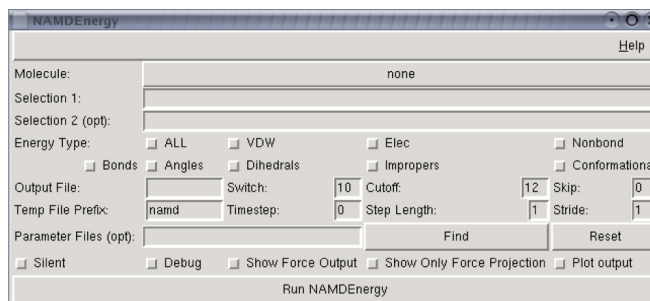 NAMDEnergy
Help
Molecule: none
Selection 1:
Selection 2 (opt):
Energy Type: ALL VDW Elec Nonbond
Bonds Angles Dihedrals Impropers Conformationa
Output File: Switch: 10 Cutoff: 12 Skip: 0
Temp File Prefix: namd Timestep: 0 Step Length: 1 Stride: 1
Parameter Files (opt): Find Reset
Silent Debug Show Force Output Show Only Force Projection Plot output
Run NAMDEnergy